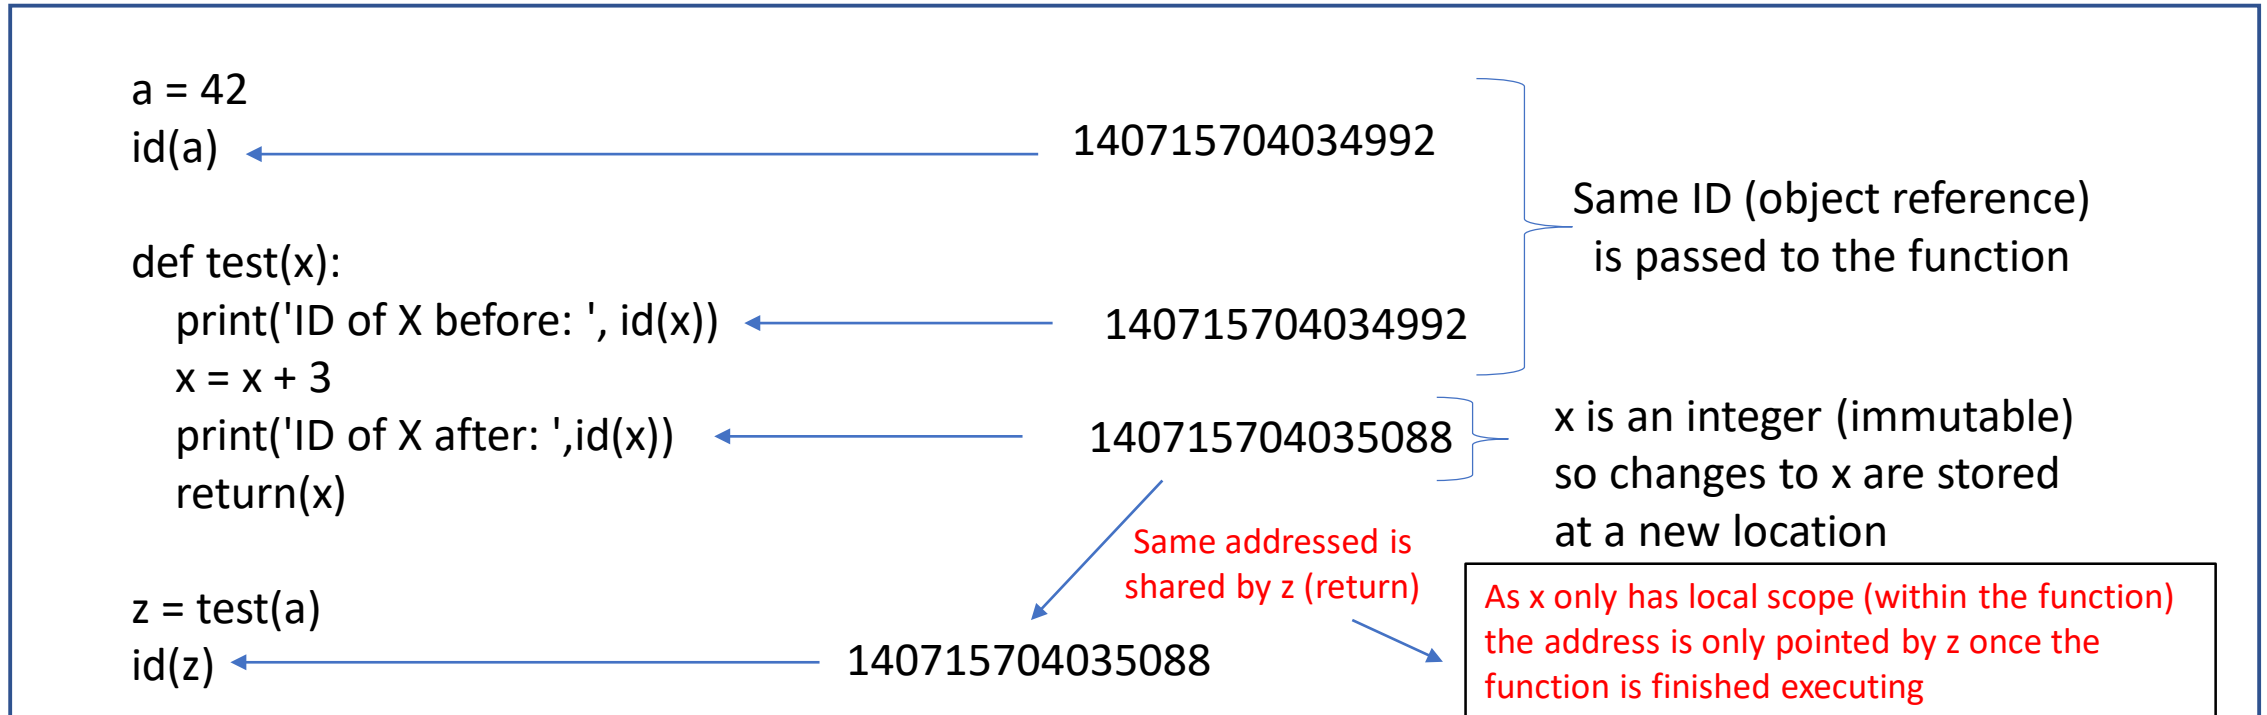 a = 42
id(a)
140715704034992
def test(x):
print('ID of X before: ', id(x))
140715704034992
x = x + 3
print('ID of X after: ',id(x))
140715704035088
return(x)
z = test(a)
id(z)
140715704035088
Same ID (object reference)
is passed to the function
x is an integer (immutable)
so changes to x are stored
at a new location
Same addressed is
shared by z (return)
As x only has local scope (within the function)
the address is only pointed by z once the
function is finished executing